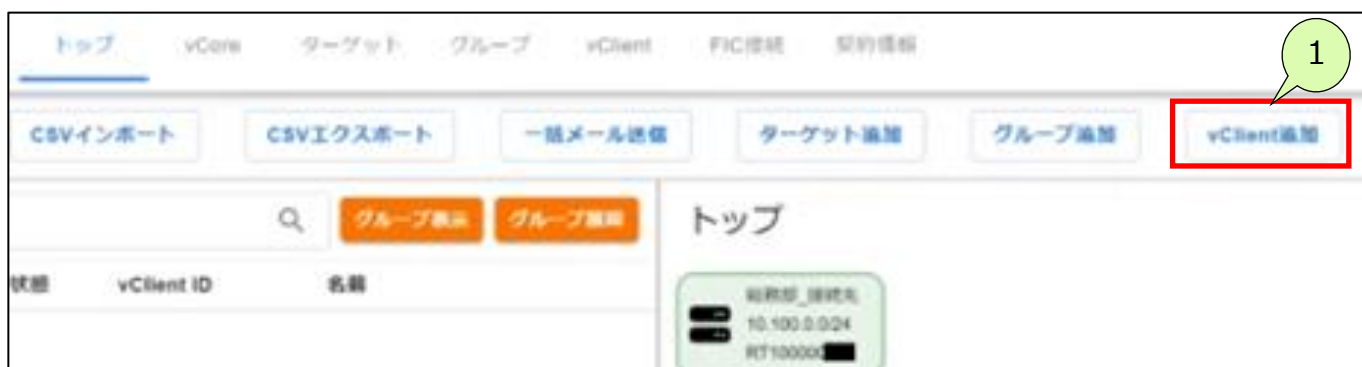 トップ vCore ターゲット グループ vClient FIC接続 契約情報
1
CSVインポート CSVエクスポート 一括メール送信 ターゲット追加 グループ追加 vClient追加
グループ表示 グループ解除
トップ
状態 vClient ID 名前
総務部_接続先
10.100.0.0/24
RT100000